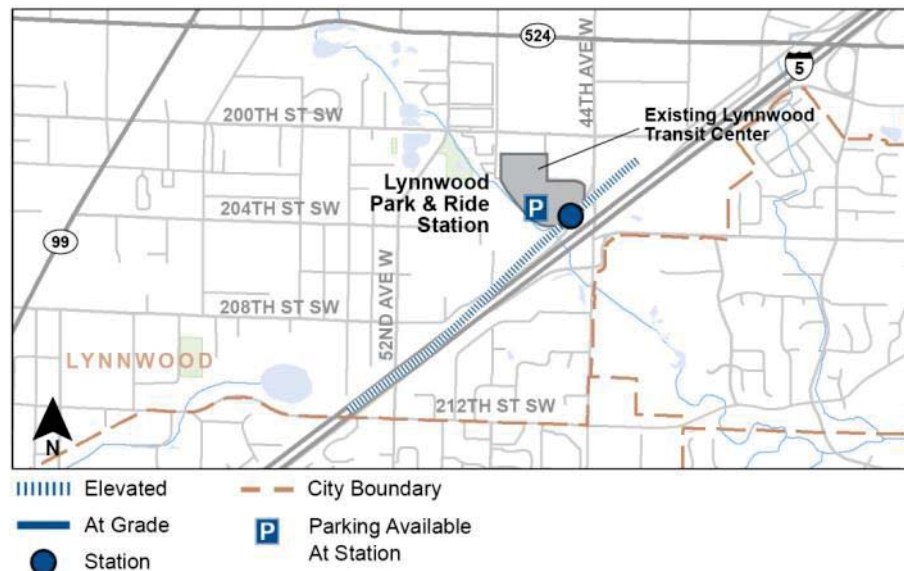 524
44TH AVE W
5
Existing Lynnwood
Transit Center
200TH ST SW
Lynnwood
Park & Ride
Station
P
204TH ST SW
99
52ND AVE W
208TH ST SW
LYNNWOOD
212TH ST SW
N
Elevated
City Boundary
At Grade
P
Parking Available
At Station
Station